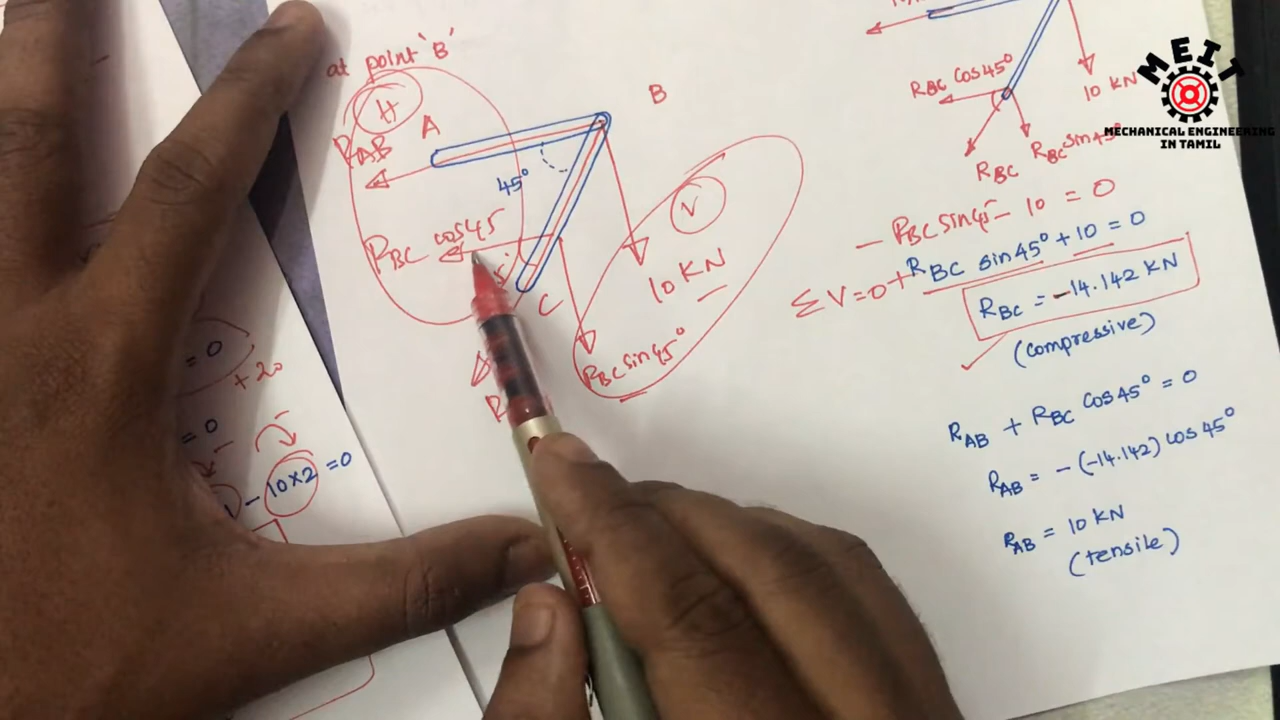 at point 'B'
H
A
B
RAB
45°
RBC cos45
V
10 KN
C
RBC sin45°
= 0
+ 20
= 0
- 10×2 = 0
RBC cos45°
10 KN
RBC
RBC sin45°
- RBC sin45 - 10 = 0
ΣV=0 + RBC sin45° + 10 = 0
RBC = -14.142 KN
(compressive)
RAB + RBC cos45° = 0
RAB = - (-14.142) cos45°
RAB = 10 KN
(tensile)
MEIT
MECHANICAL ENGINEERING
IN TAMIL